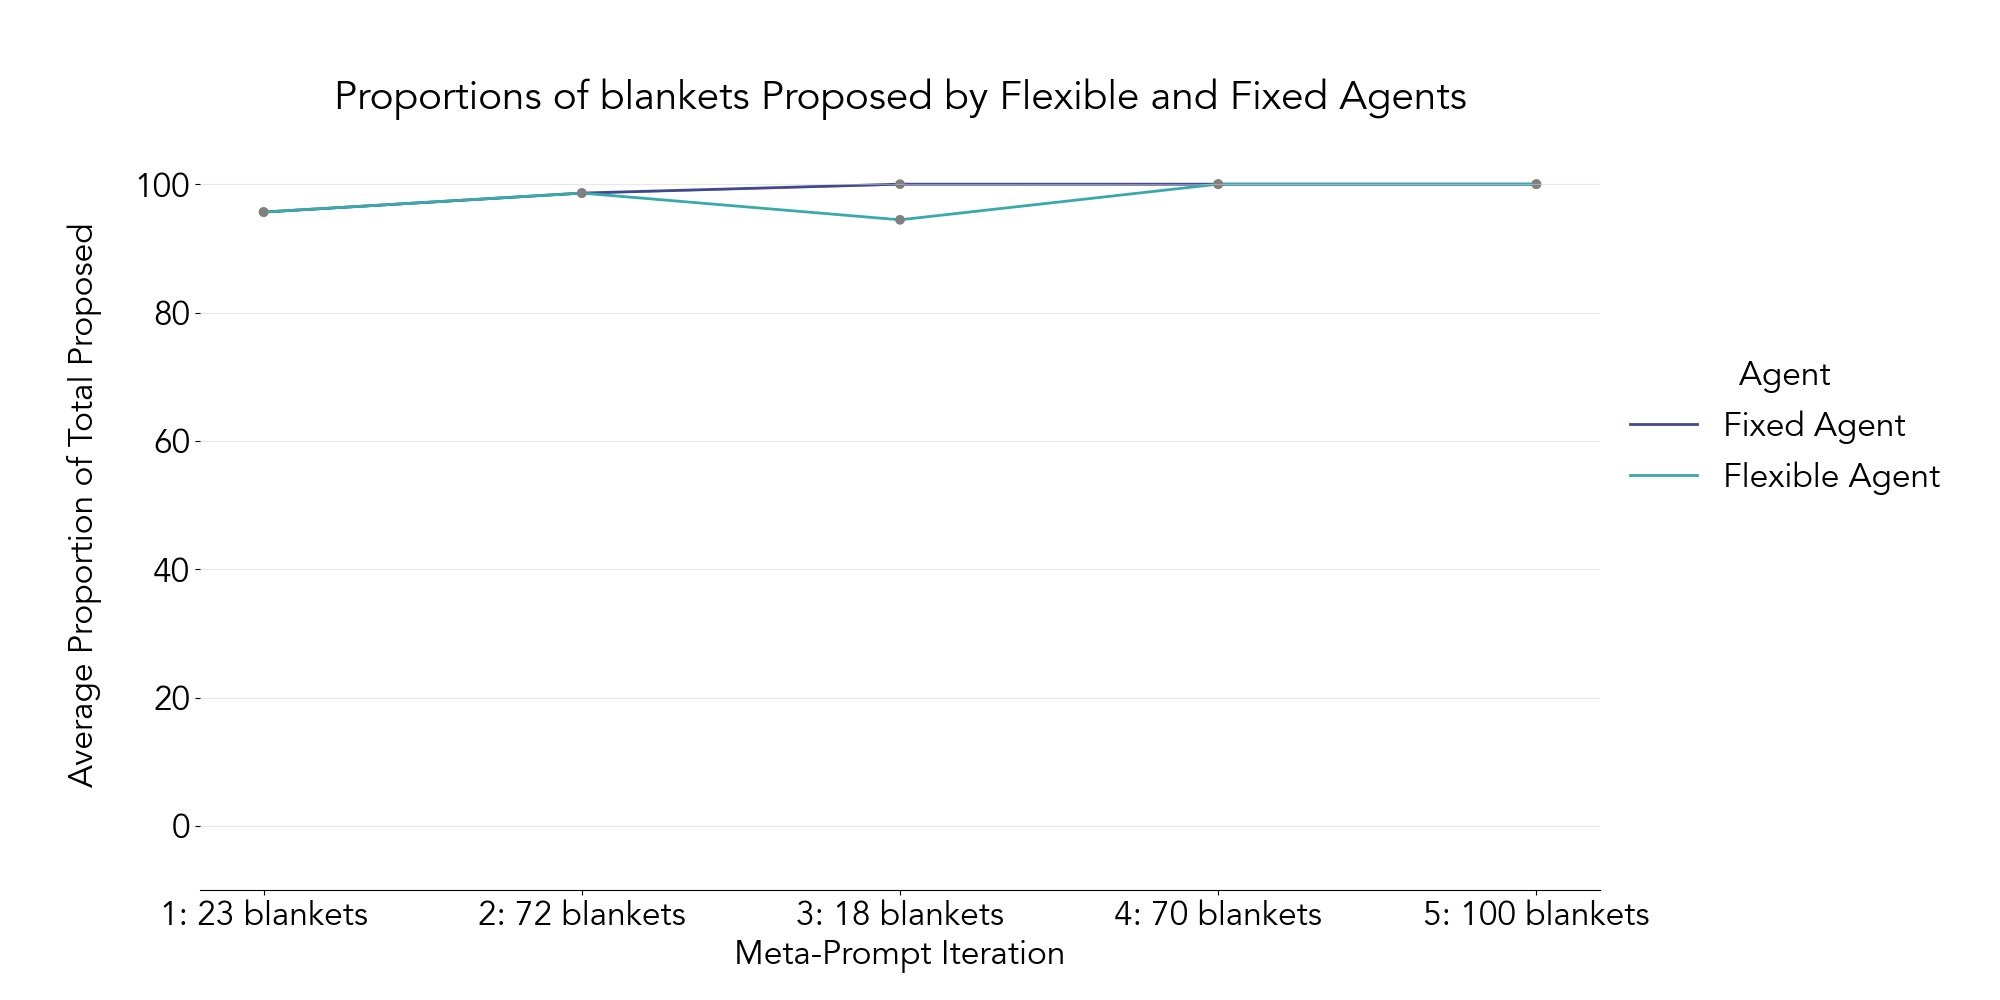 Proportions of blankets Proposed by Flexible and Fixed Agents
Average Proportion of Total Proposed
100
80
60
40
20
0
1: 23 blankets
2: 72 blankets
3: 18 blankets
4: 70 blankets
5: 100 blankets
Meta-Prompt Iteration
Agent
Fixed Agent
Flexible Agent